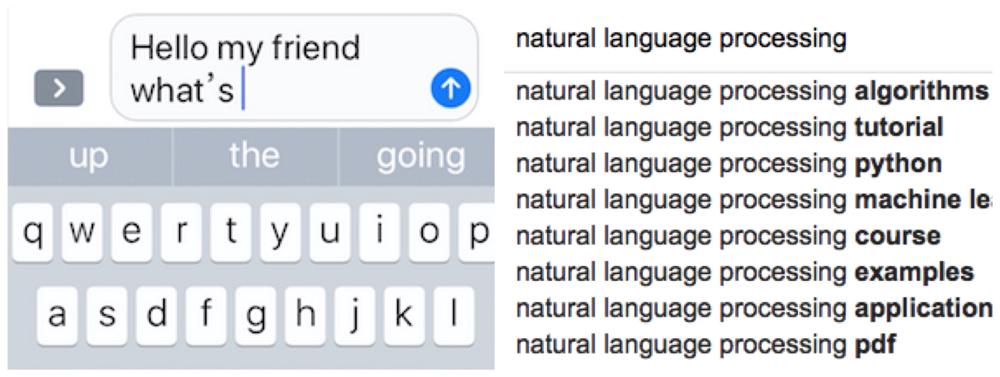 Hello my friend
what's
up the going
q w e r t y u i o p
a s d f g h j k l
natural language processing
natural language processing algorithms
natural language processing tutorial
natural language processing python
natural language processing machine le
natural language processing course
natural language processing examples
natural language processing application
natural language processing pdf